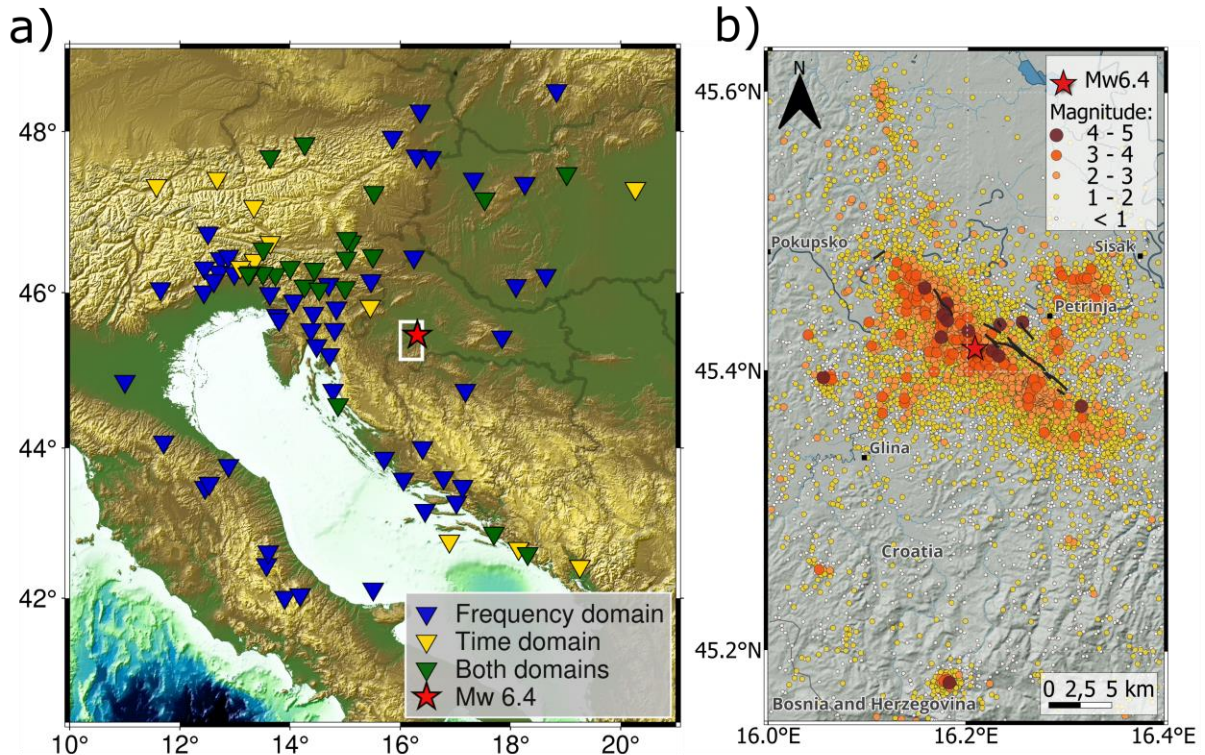 a)
48°
46°
44°
42°
10° 12° 14° 16° 18° 20°
Frequency domain
Time domain
Both domains
Mw 6.4
b)
N
Mw6.4
Magnitude:
4 - 5
3 - 4
2 - 3
1 - 2
< 1
45.6°N
45.4°N
45.2°N
Pokupsko
Sisak
Petrinja
Glina
Croatia
Bosnia and Herzegovina
0 2,5 5 km
16.0°E 16.2°E 16.4°E